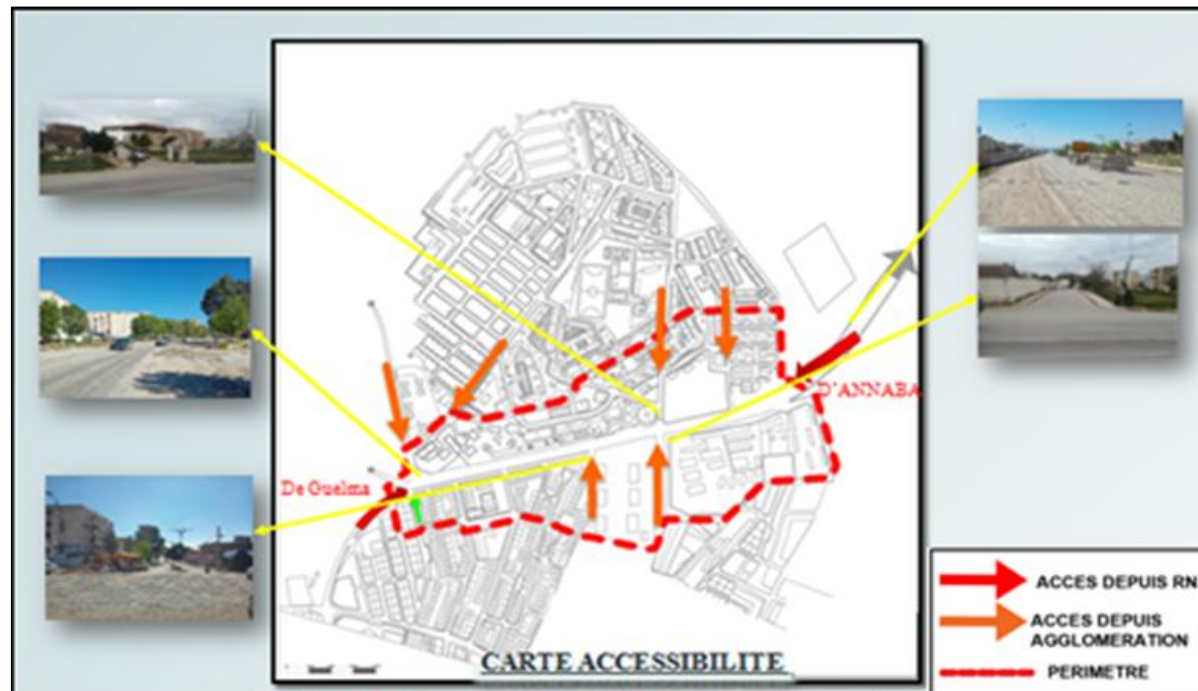 D'ANNABA
De Guelma
CARTE ACCESSIBILITE
ACCES DEPUIS RN
ACCES DEPUIS
AGGLOMERATION
PERIMETRE